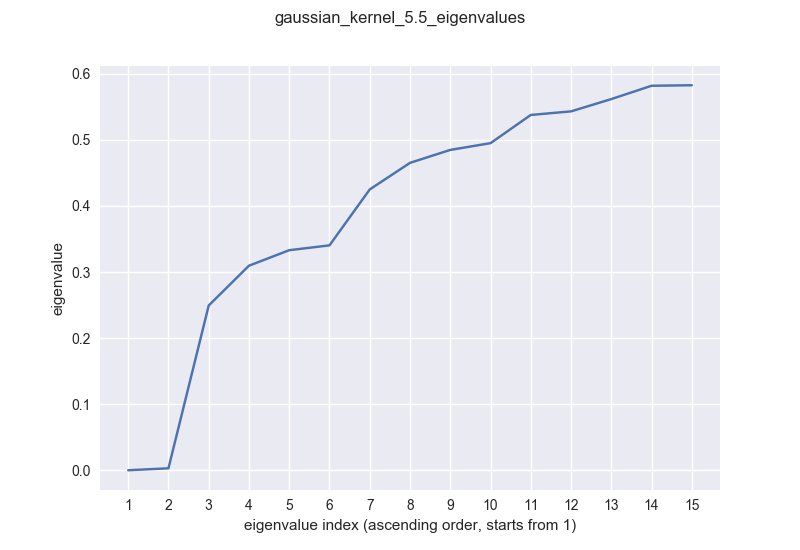 gaussian_kernel_5.5_eigenvalues
0.6
0.5
0.4
0.3
0.2
0.1
0.0
eigenvalue
1 2 3 4 5 6 7 8 9 10 11 12 13 14 15
eigenvalue index (ascending order, starts from 1)